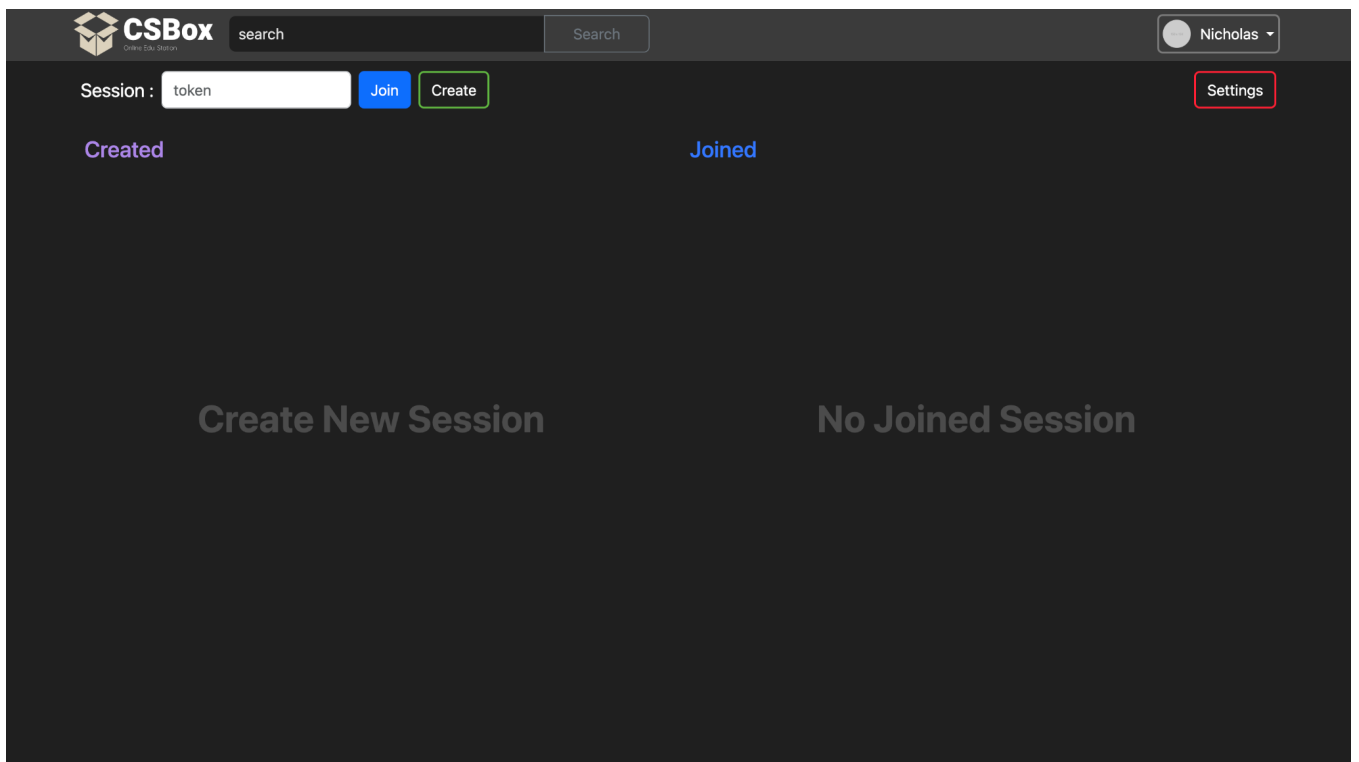 CSBox
Online Edu Station
search
Search
Nicholas
Session :
token
Join
Create
Settings
Created
Joined
Create New Session
No Joined Session